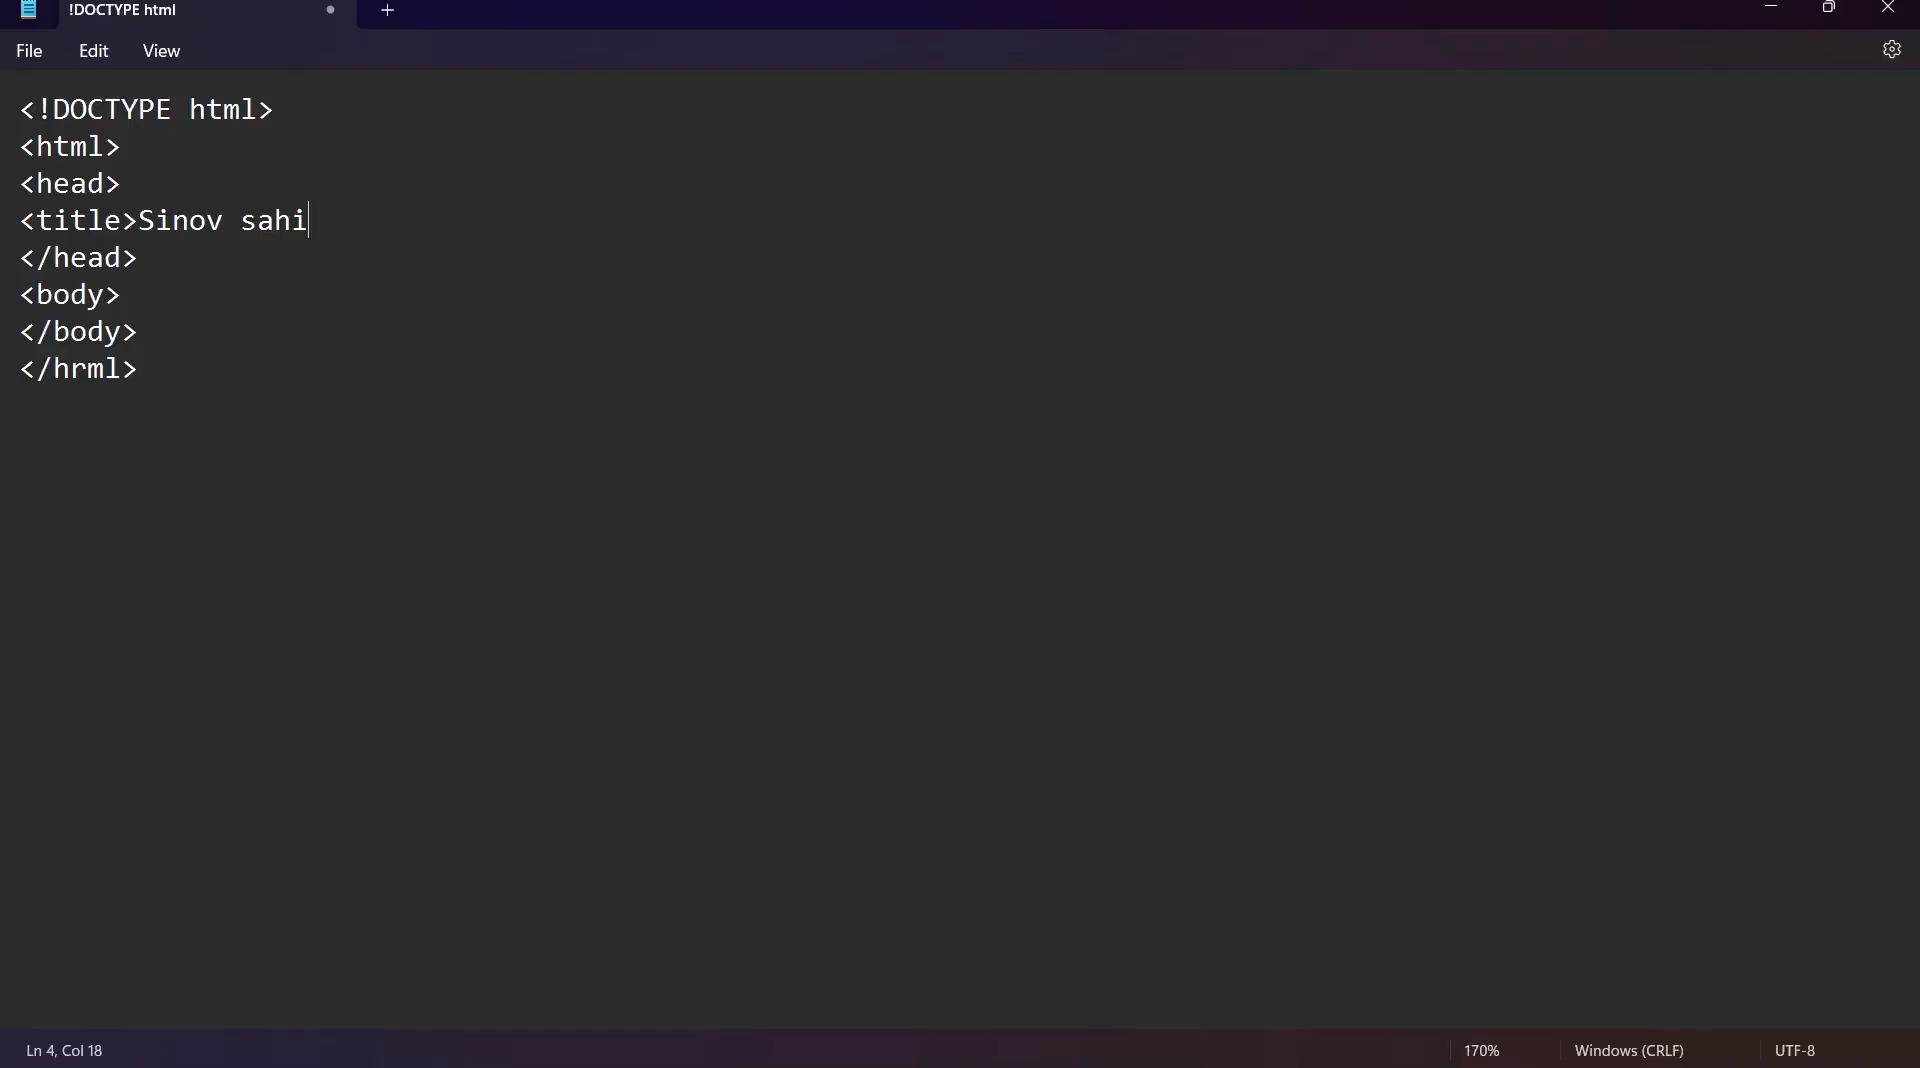 !DOCTYPE html
File Edit View
<!DOCTYPE html>
<html>
<head>
<title>Sinov sahi
</head>
<body>
</body>
</hrml>
Ln 4, Col 18 170% Windows (CRLF) UTF-8